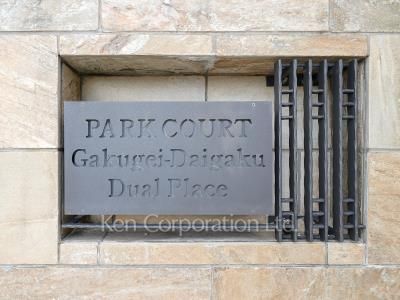 PARK COURT
Gakugei-Daigaku
Dual Place
Ken Corporation Ltd